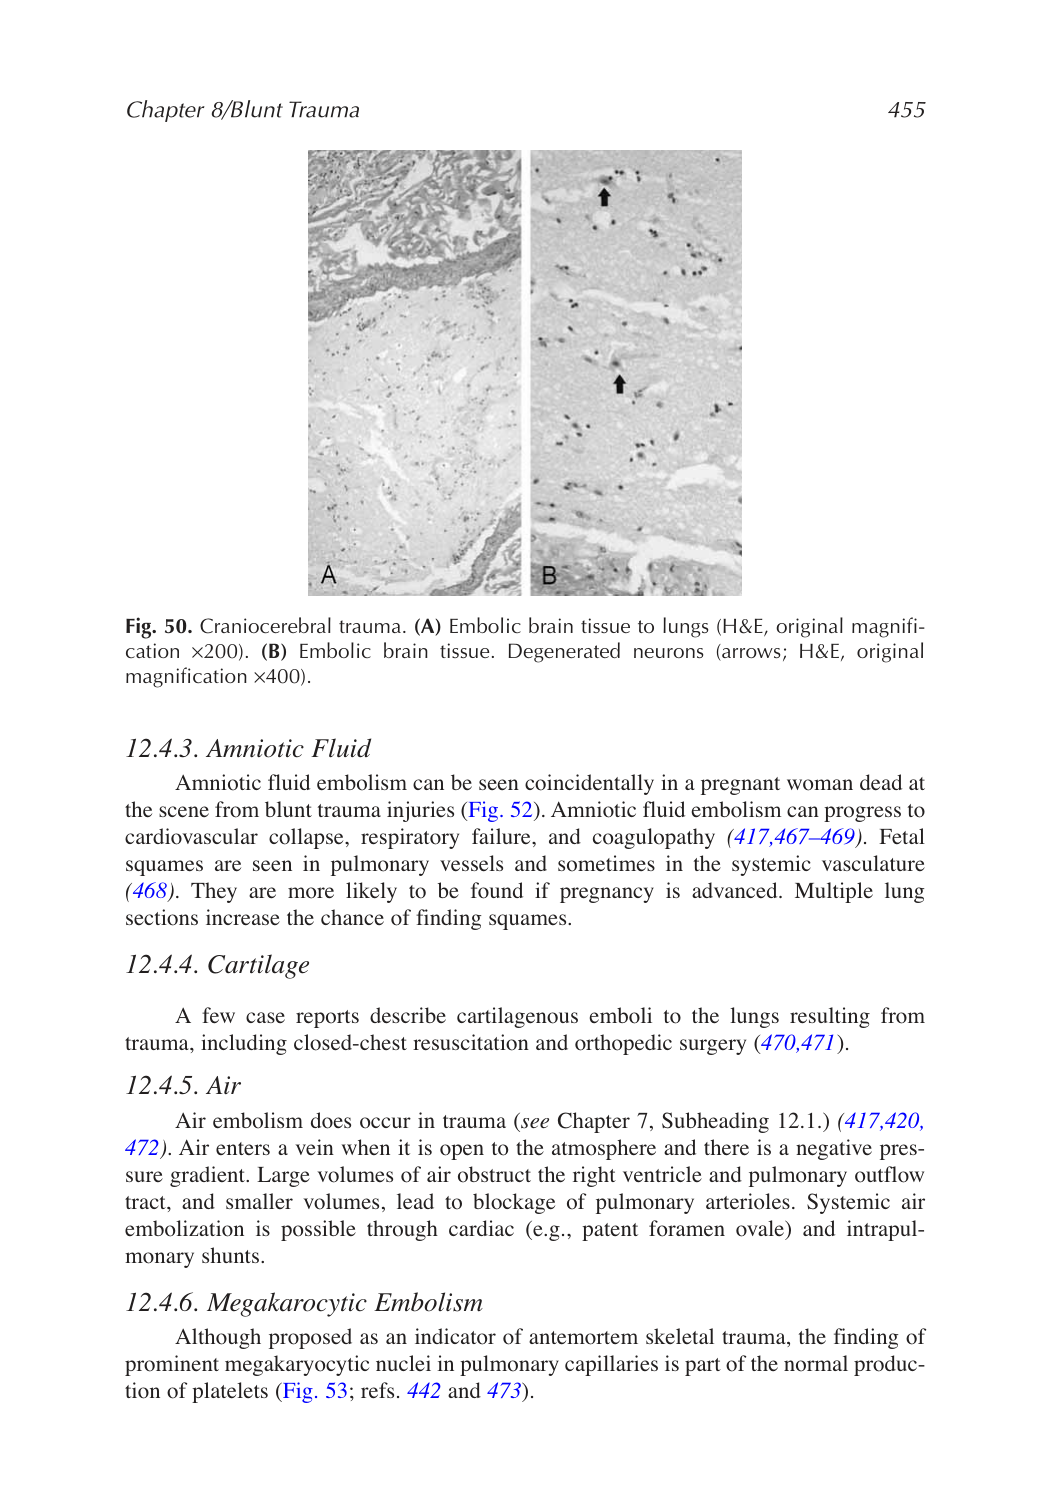 Chapter 8/Blunt Trauma 455
A B
Fig. 50. Craniocerebral trauma. (A) Embolic brain tissue to lungs (H&E, original magnifi-
cation ×200). (B) Embolic brain tissue. Degenerated neurons (arrows; H&E, original
magnification ×400).
12.4.3. Amniotic Fluid
Amniotic fluid embolism can be seen coincidentally in a pregnant woman dead at
the scene from blunt trauma injuries (Fig. 52). Amniotic fluid embolism can progress to
cardiovascular collapse, respiratory failure, and coagulopathy (417,467–469). Fetal
squames are seen in pulmonary vessels and sometimes in the systemic vasculature
(468). They are more likely to be found if pregnancy is advanced. Multiple lung
sections increase the chance of finding squames.
12.4.4. Cartilage
A few case reports describe cartilagenous emboli to the lungs resulting from
trauma, including closed-chest resuscitation and orthopedic surgery (470,471).
12.4.5. Air
Air embolism does occur in trauma (see Chapter 7, Subheading 12.1.) (417,420,
472). Air enters a vein when it is open to the atmosphere and there is a negative pres-
sure gradient. Large volumes of air obstruct the right ventricle and pulmonary outflow
tract, and smaller volumes, lead to blockage of pulmonary arterioles. Systemic air
embolization is possible through cardiac (e.g., patent foramen ovale) and intrapul-
monary shunts.
12.4.6. Megakarocytic Embolism
Although proposed as an indicator of antemortem skeletal trauma, the finding of
prominent megakaryocytic nuclei in pulmonary capillaries is part of the normal produc-
tion of platelets (Fig. 53; refs. 442 and 473).